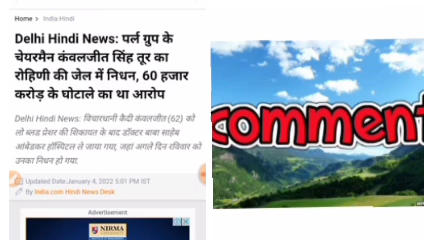 Home > India Hindi
Delhi Hindi News: पर्ल ग्रुप के
चेयरमैन कंवलजीत सिंह तूर का
रोहिणी की जेल में निधन, 60 हजार
करोड़ के घोटाले का था आरोप
Delhi Hindi News: विचाराधीन कैदी कंवलजीत (62) को
लो ब्लड प्रेशर की शिकायत के बाद डॉक्टर बाबा साहेब
आंबेडकर हॉस्पिटल ले जाया गया, जहां अगले दिन रविवार को
उनका निधन हो गया.
Updated Date:January 4, 2022 5:01 PM IST
By India.com Hindi News Desk
Advertisement
NIRMA
UNIVERSITY
comment